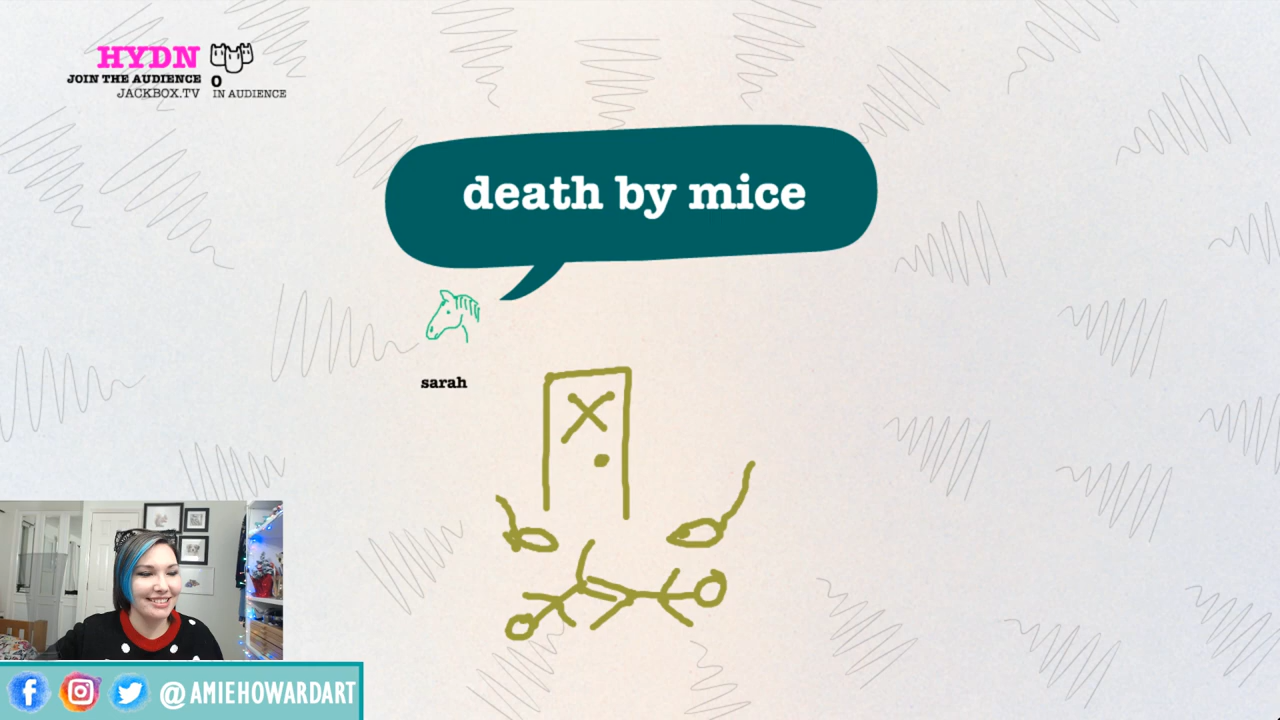 HYDN
JOIN THE AUDIENCE
JACKBOX.TV
0
IN AUDIENCE
death by mice
sarah
@AMIEHOWARDART